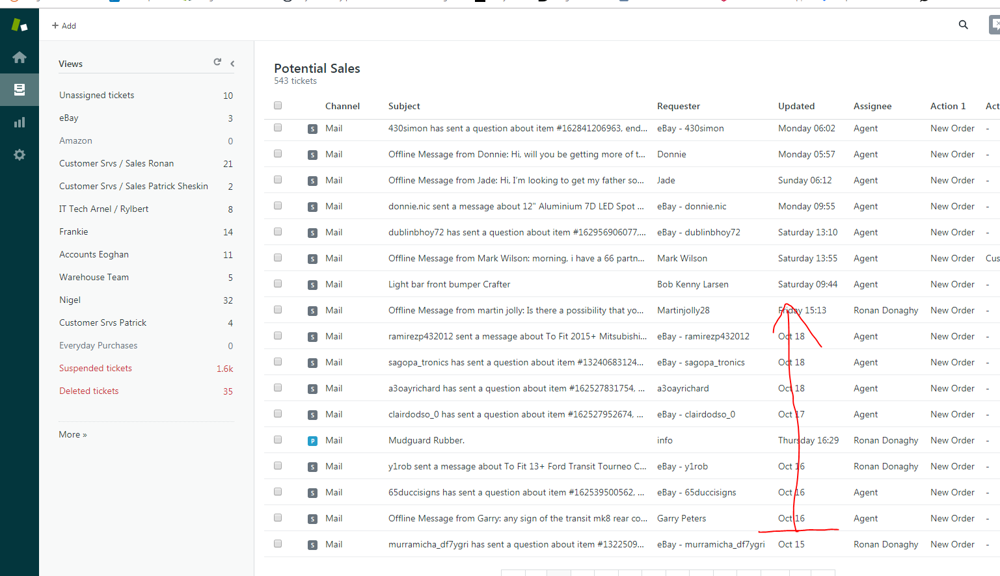 Add
Views
Unassigned tickets 10
eBay 3
Amazon 0
Customer Srvs / Sales Ronan 21
Customer Srvs / Sales Patrick Sheskin 2
IT Tech Arnel / Rylbert 8
Frankie 14
Accounts Eoghan 11
Warehouse Team 5
Nigel 32
Customer Srvs Patrick 4
Everyday Purchases 0
Suspended tickets 1.6k
Deleted tickets 35
More »
Potential Sales
543 tickets
Channel Subject Requester Updated Assignee Action 1 Act
s Mail 430simon has sent a question about item #162841206963, end... eBay - 430simon Monday 06:02 Agent New Order -
s Mail Offline Message from Donnie: Hi, will you be getting more of t... Donnie Monday 05:57 Agent New Order -
s Mail Offline Message from Jade: Hi, I'm looking to get my father so... Jade Sunday 06:12 Agent New Order -
s Mail donnie.nic sent a message about 12" Aluminium 7D LED Spot ... eBay - donnie.nic Monday 09:55 Agent New Order -
s Mail dublinbhoy72 has sent a question about item #162956906077,... eBay - dublinbhoy72 Saturday 13:10 Agent New Order -
s Mail Offline Message from Mark Wilson: morning, i have a 66 partn... Mark Wilson Saturday 13:55 Agent New Order Cus
s Mail Light bar front bumper Crafter Bob Kenny Larsen Saturday 09:44 Agent New Order -
s Mail Offline Message from martin jolly: Is there a possibility that yo... Martinjolly28 Friday 15:13 Ronan Donaghy New Order -
s Mail ramirezp432012 sent a message about To Fit 2015+ Mitsubishi... eBay - ramirezp432012 Oct 18 Agent New Order -
s Mail sagopa_tronics has sent a question about item #13240683124... eBay - sagopa_tronics Oct 18 Agent New Order -
s Mail a3oayrichard has sent a question about item #162527831754, ... a3oayrichard Oct 18 Agent New Order -
s Mail clairdodso_0 has sent a question about item #162527952674, ... eBay - clairdodso_0 Oct 17 Agent New Order -
p Mail Mudguard Rubber. info Thursday 16:29 Ronan Donaghy New Order -
s Mail y1rob sent a message about To Fit 13+ Ford Transit Tourneo C... eBay - y1rob Oct 16 Ronan Donaghy New Order -
s Mail 65duccisigns has sent a question about item #162539500562, ... eBay - 65duccisigns Oct 16 Agent New Order -
s Mail Offline Message from Garry: any sign of the transit mk8 rear co... Garry Peters Oct 16 Agent New Order -
s Mail murramicha_df7ygri has sent a question about item #1322509... eBay - murramicha_df7ygri Oct 15 Ronan Donaghy New Order -